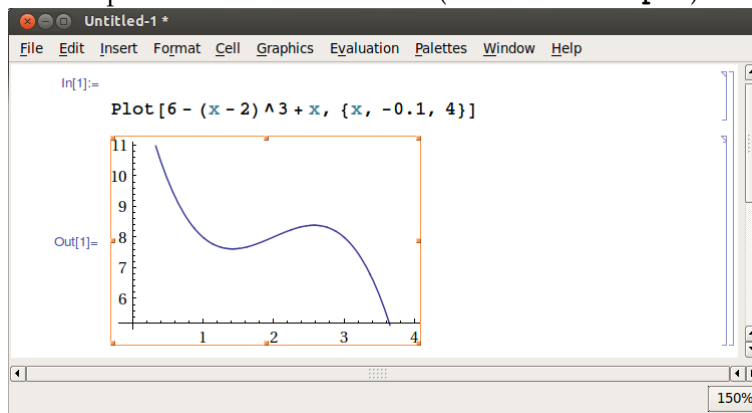 Untitled-1 *
File Edit Insert Format Cell Graphics Evaluation Palettes Window Help
In[1]:=
Plot[6 - (x - 2) ^ 3 + x, {x, -0.1, 4}]
11
10
9
Out[1]= 8
7
6
1 2 3 4
150%